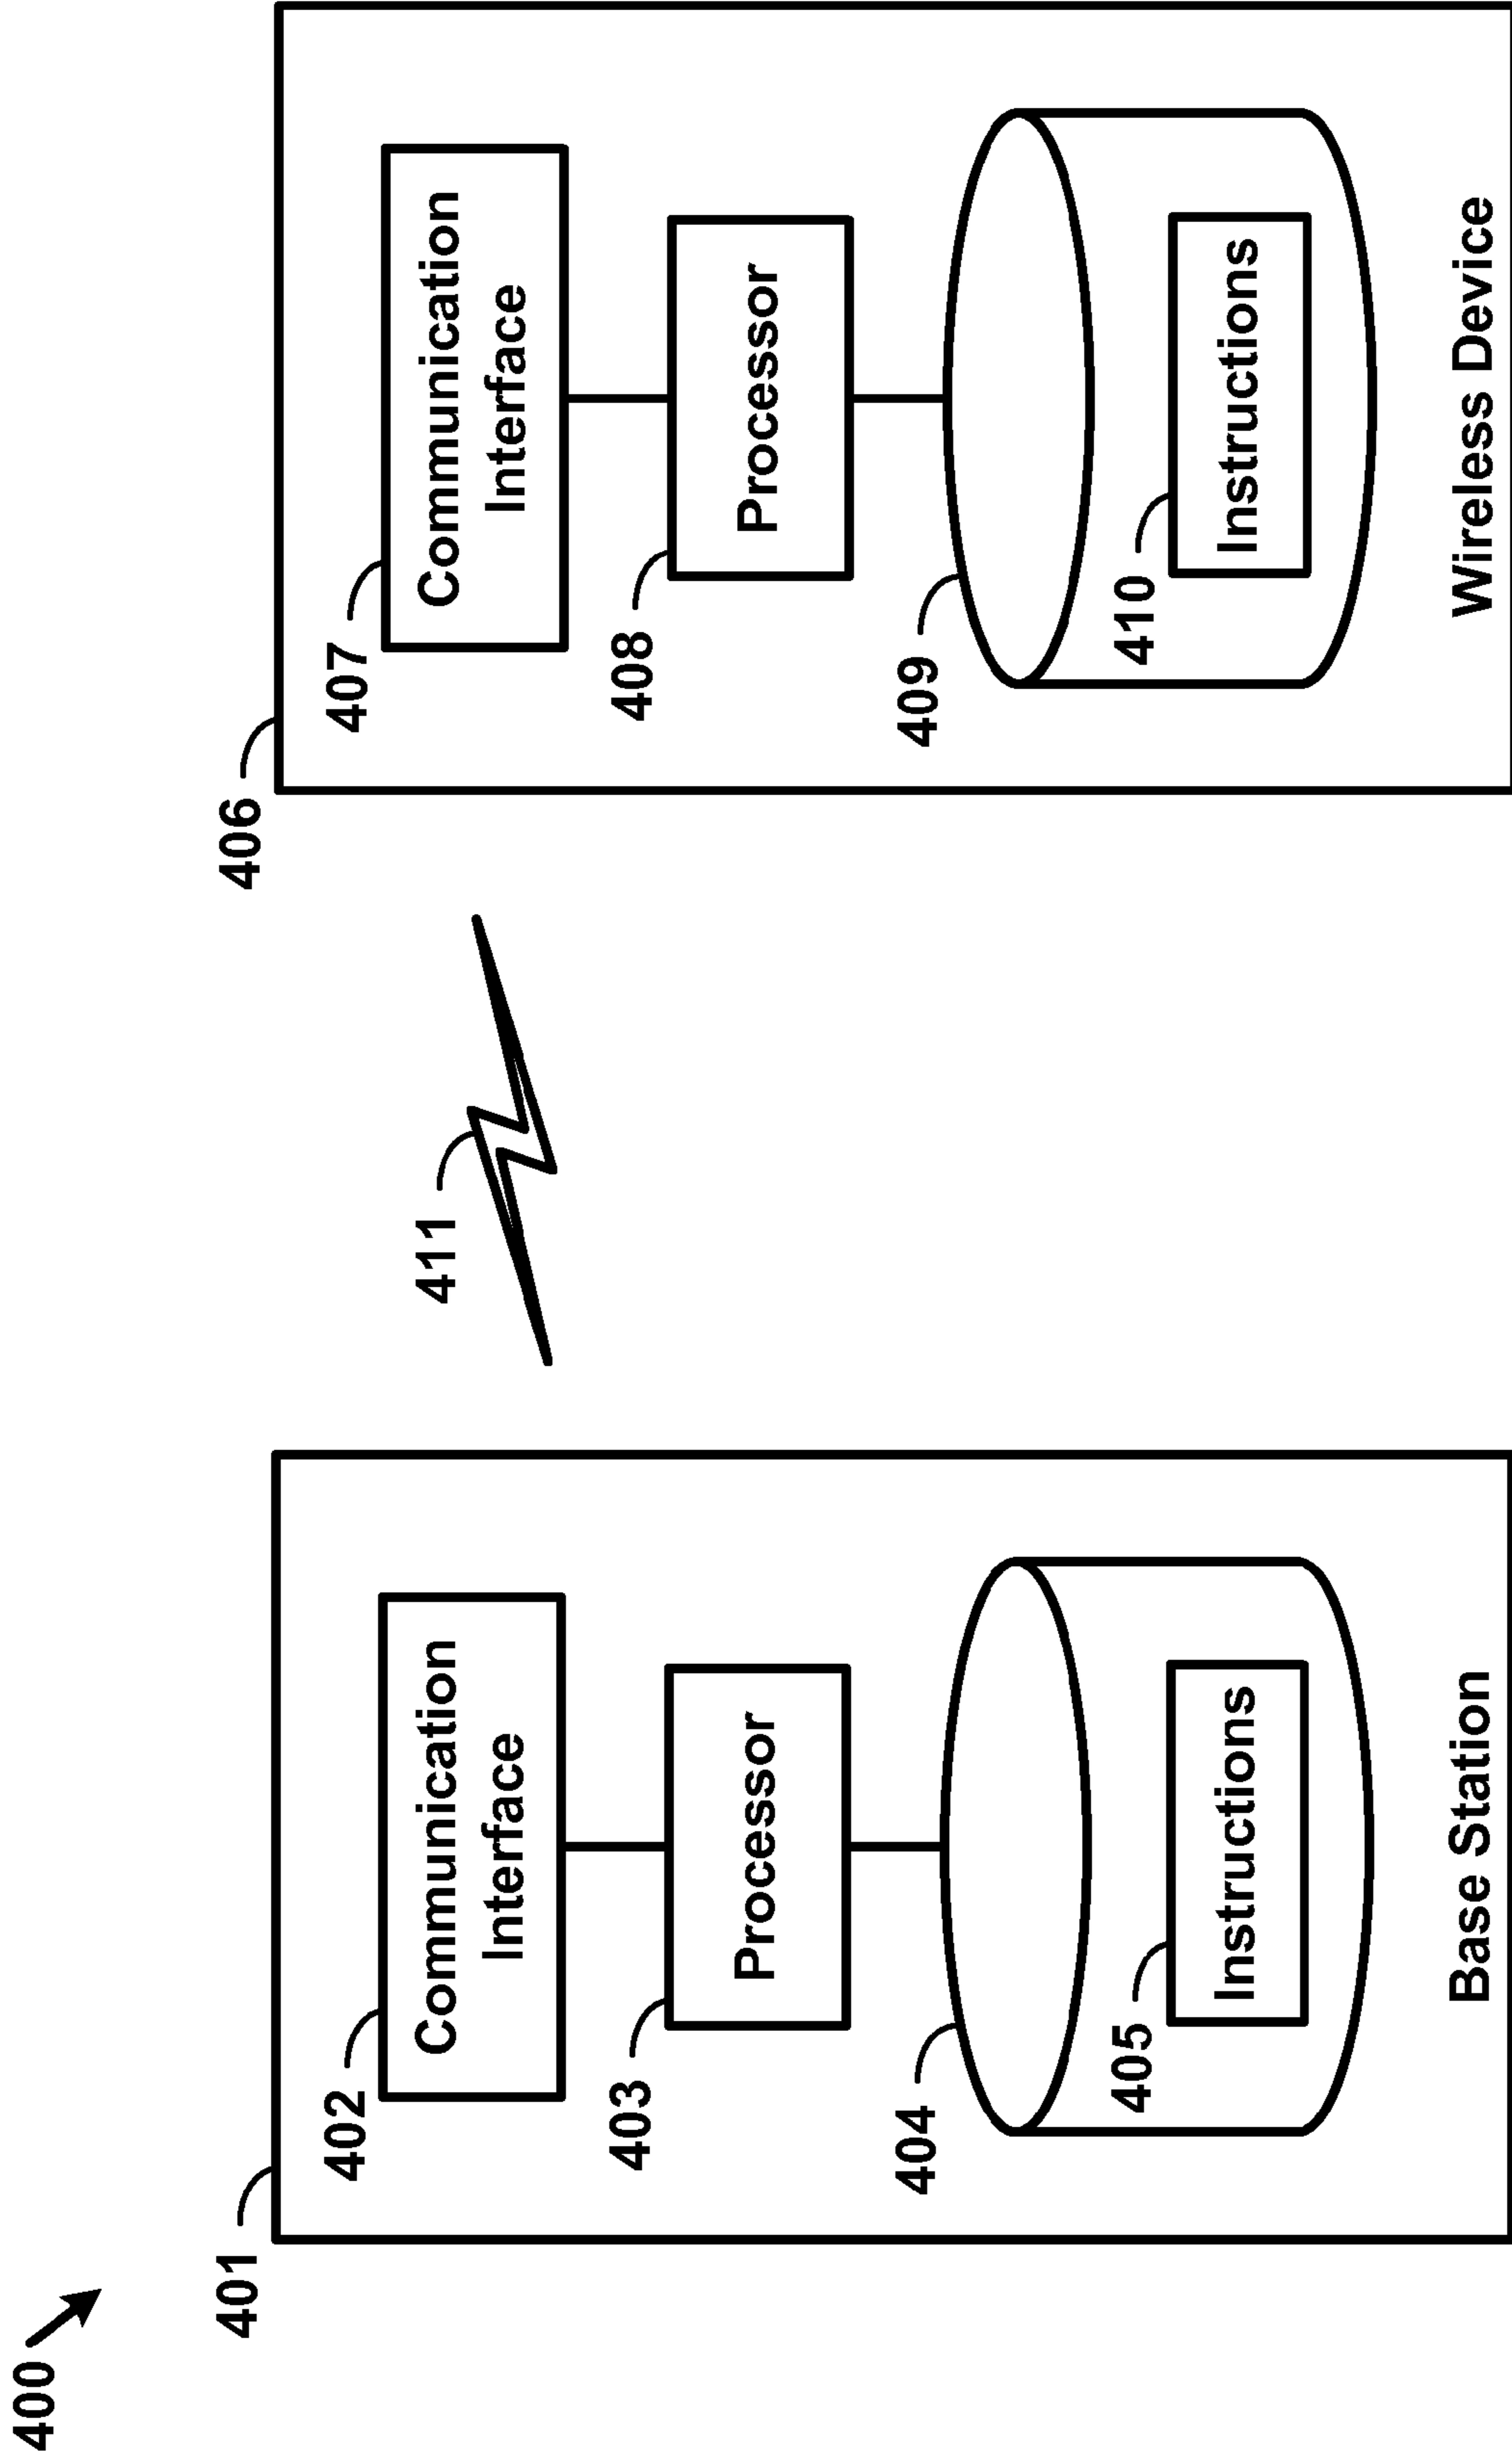 400
401
402
Communication
Interface
403
Processor
404
405
Instructions
Base Station
411
406
407
Communication
Interface
408
Processor
409
410
Instructions
Wireless Device